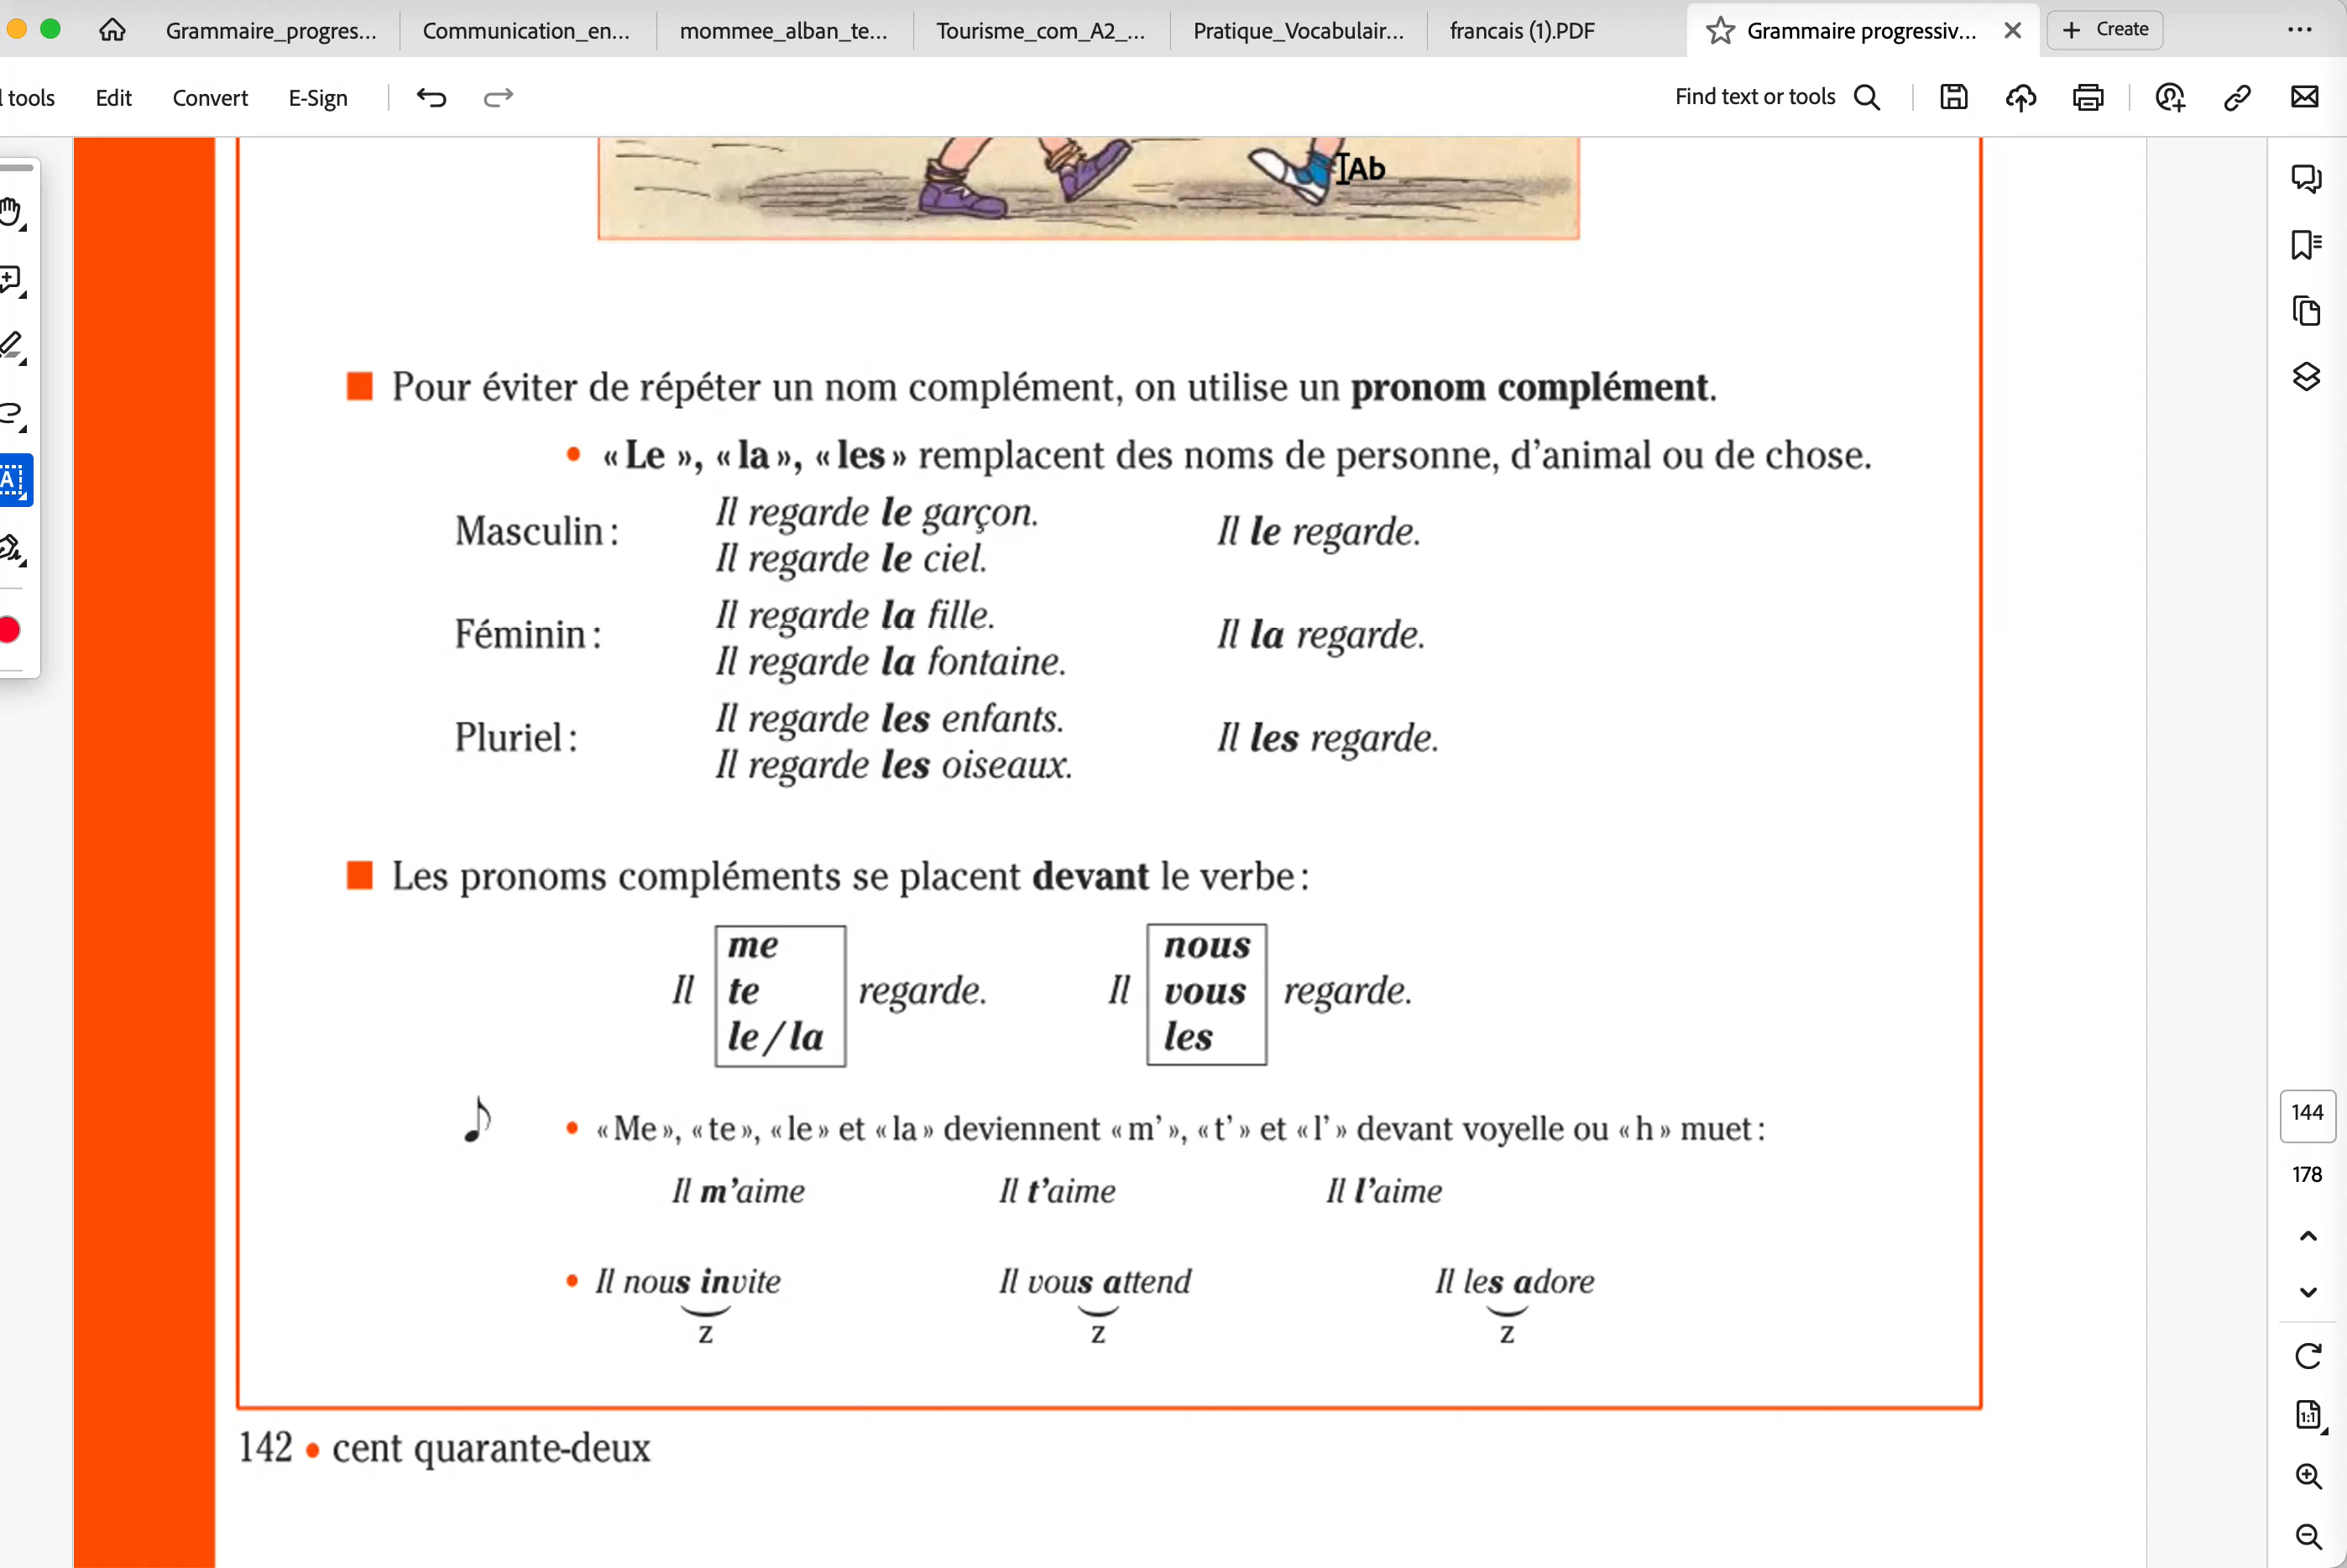 Grammaire_progres... Communication_en... mommee_alban_te... Tourisme_com_A2_... Pratique_Vocabulair... francais (1).PDF Grammaire progressiv... Create
tools Edit Convert E-Sign Find text or tools
Ab
Pour éviter de répéter un nom complément, on utilise un pronom complément.
• « Le », « la », « les » remplacent des noms de personne, d’animal ou de chose.
Masculin : Il regarde le garçon. Il le regarde.
Il regarde le ciel.
Féminin : Il regarde la fille. Il la regarde.
Il regarde la fontaine.
Pluriel : Il regarde les enfants. Il les regarde.
Il regarde les oiseaux.
Les pronoms compléments se placent devant le verbe :
me nous
Il te regarde. Il vous regarde.
le / la les
• « Me », « te », « le » et « la » deviennent « m’ », « t’ » et « l’ » devant voyelle ou « h » muet :
Il m’aime Il t’aime Il l’aime
• Il nous invite Il vous attend Il les adore
z z z
142 • cent quarante-deux
144
178
1:1